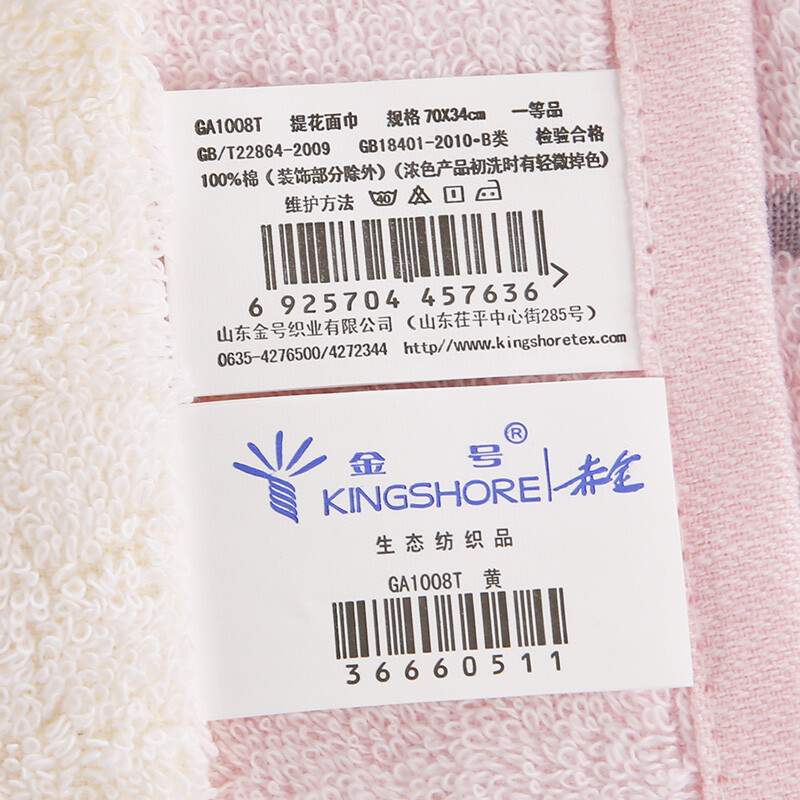 GA1008T 提花面巾 规格 70X34cm 一等品
GB/T22864-2009 GB18401-2010·B类 检验合格
100%棉（装饰部分除外）（浓色产品初洗时有轻微掉色）
维护方法 40
6 925704 457636 >
山东金号织业有限公司（山东茌平中心街285号）
0635-4276500/4272344 http//www.kingshoretex.com
金号®
KINGSHORE 赤金
生态纺织品
GA1008T 黄
36660511